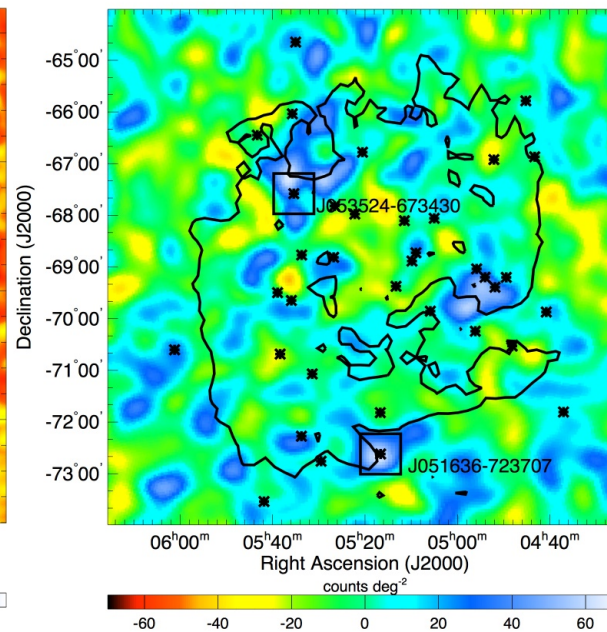 -65°00'
-66°00'
-67°00'
-68°00'
-69°00'
-70°00'
-71°00'
-72°00'
-73°00'
Declination (J2000)
J053524-673430
J051636-723707
06ʰ00ᵐ 05ʰ40ᵐ 05ʰ20ᵐ 05ʰ00ᵐ 04ʰ40ᵐ
Right Ascension (J2000)
counts deg⁻²
-60 -40 -20 0 20 40 60